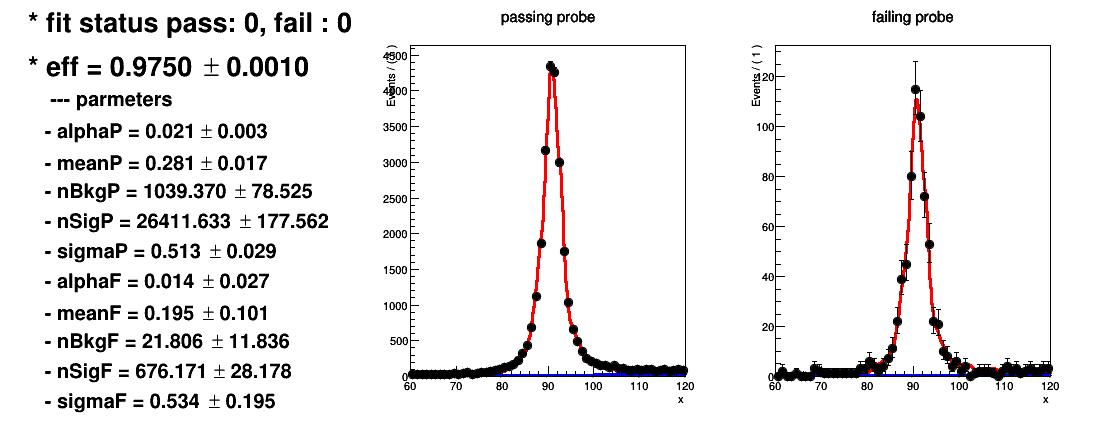 * fit status pass: 0, fail : 0
* eff = 0.9750 ± 0.0010
--- parmeters
- alphaP = 0.021 ± 0.003
- meanP = 0.281 ± 0.017
- nBkgP = 1039.370 ± 78.525
- nSigP = 26411.633 ± 177.562
- sigmaP = 0.513 ± 0.029
- alphaF = 0.014 ± 0.027
- meanF = 0.195 ± 0.101
- nBkgF = 21.806 ± 11.836
- nSigF = 676.171 ± 28.178
- sigmaF = 0.534 ± 0.195
passing probe
Events / ( 1 )
4500
4000
3500
3000
2500
2000
1500
1000
500
0
60 70 80 90 100 110 120
x
failing probe
Events / ( 1 )
120
100
80
60
40
20
0
60 70 80 90 100 110 120
x